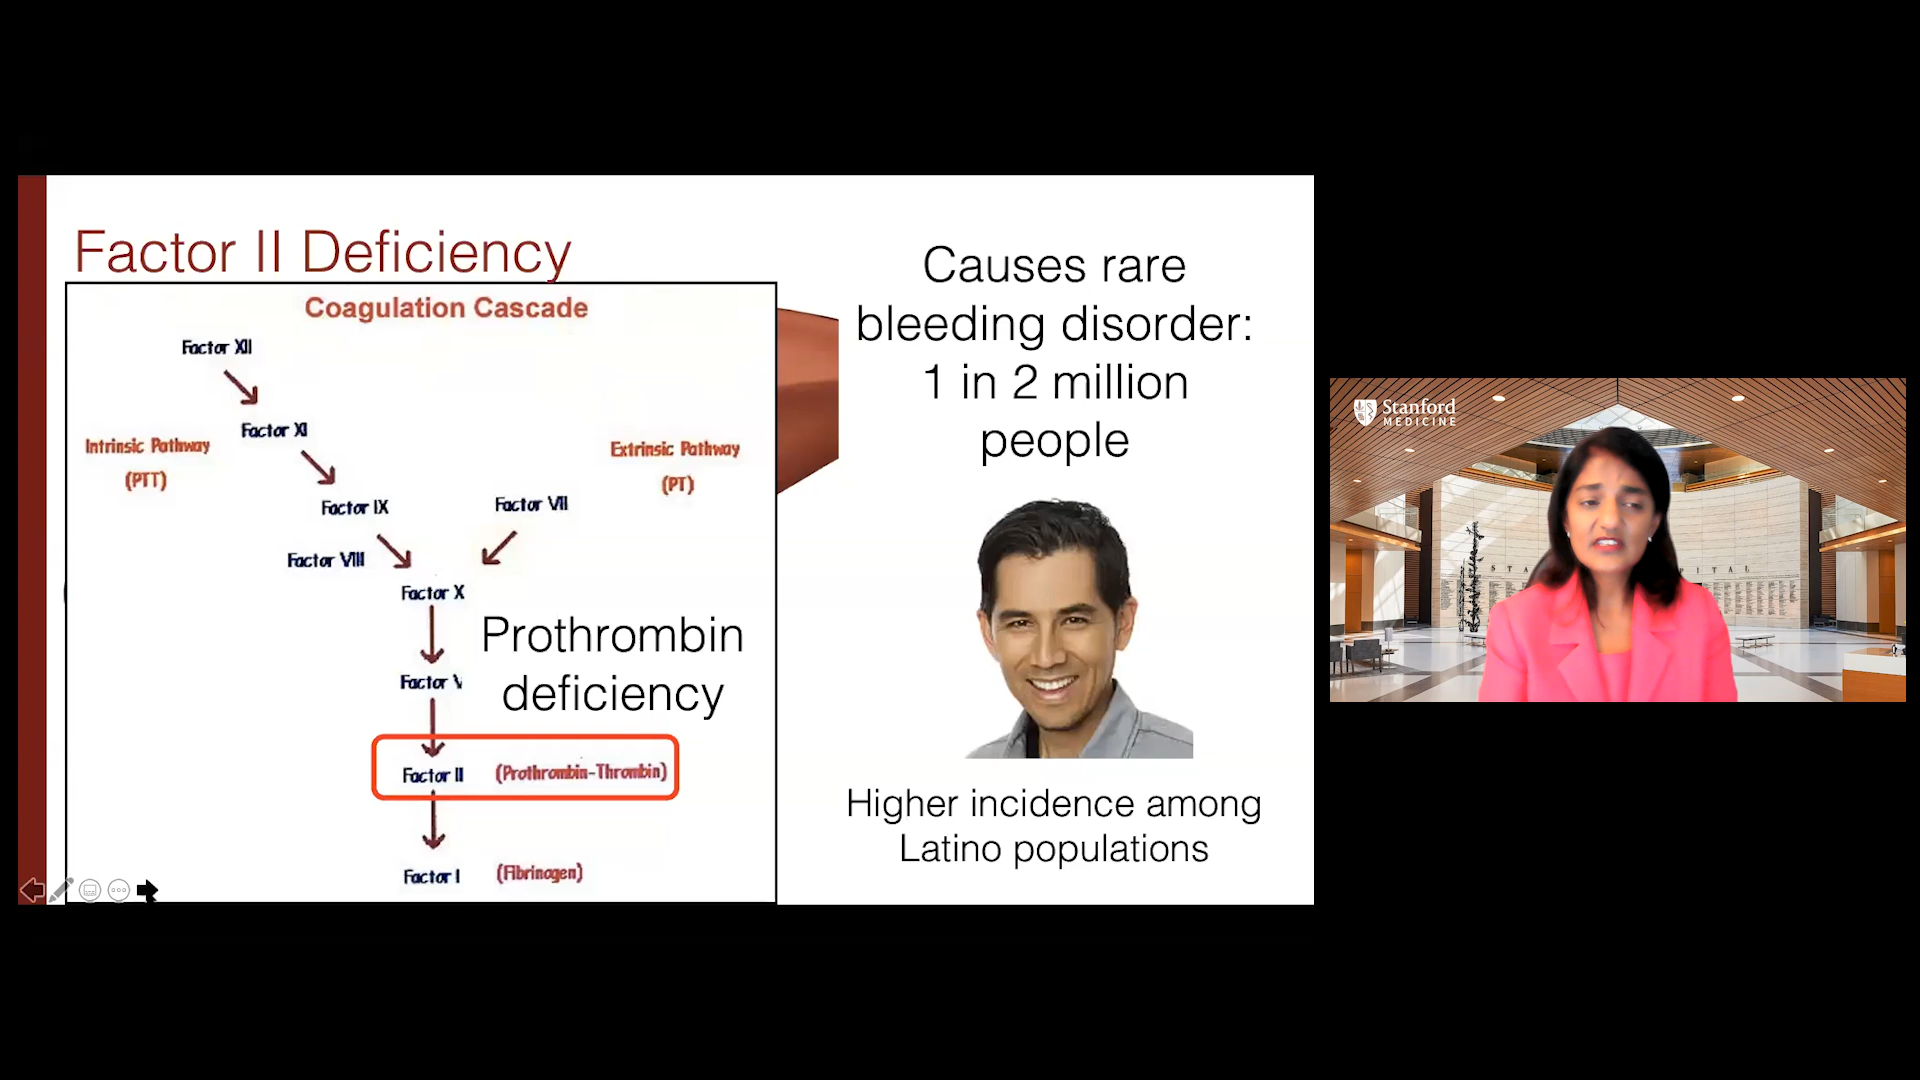 Factor II Deficiency
Coagulation Cascade
Factor XII
Factor XI
Intrinsic Pathway
(PTT)
Extrinsic Pathway
(PT)
Factor IX
Factor VII
Factor VIII
Factor X
Prothrombin
deficiency
Factor V
Factor II (Prothrombin-Thrombin)
Factor I (Fibrinogen)
Causes rare
bleeding disorder:
1 in 2 million
people
Higher incidence among
Latino populations
Stanford
MEDICINE